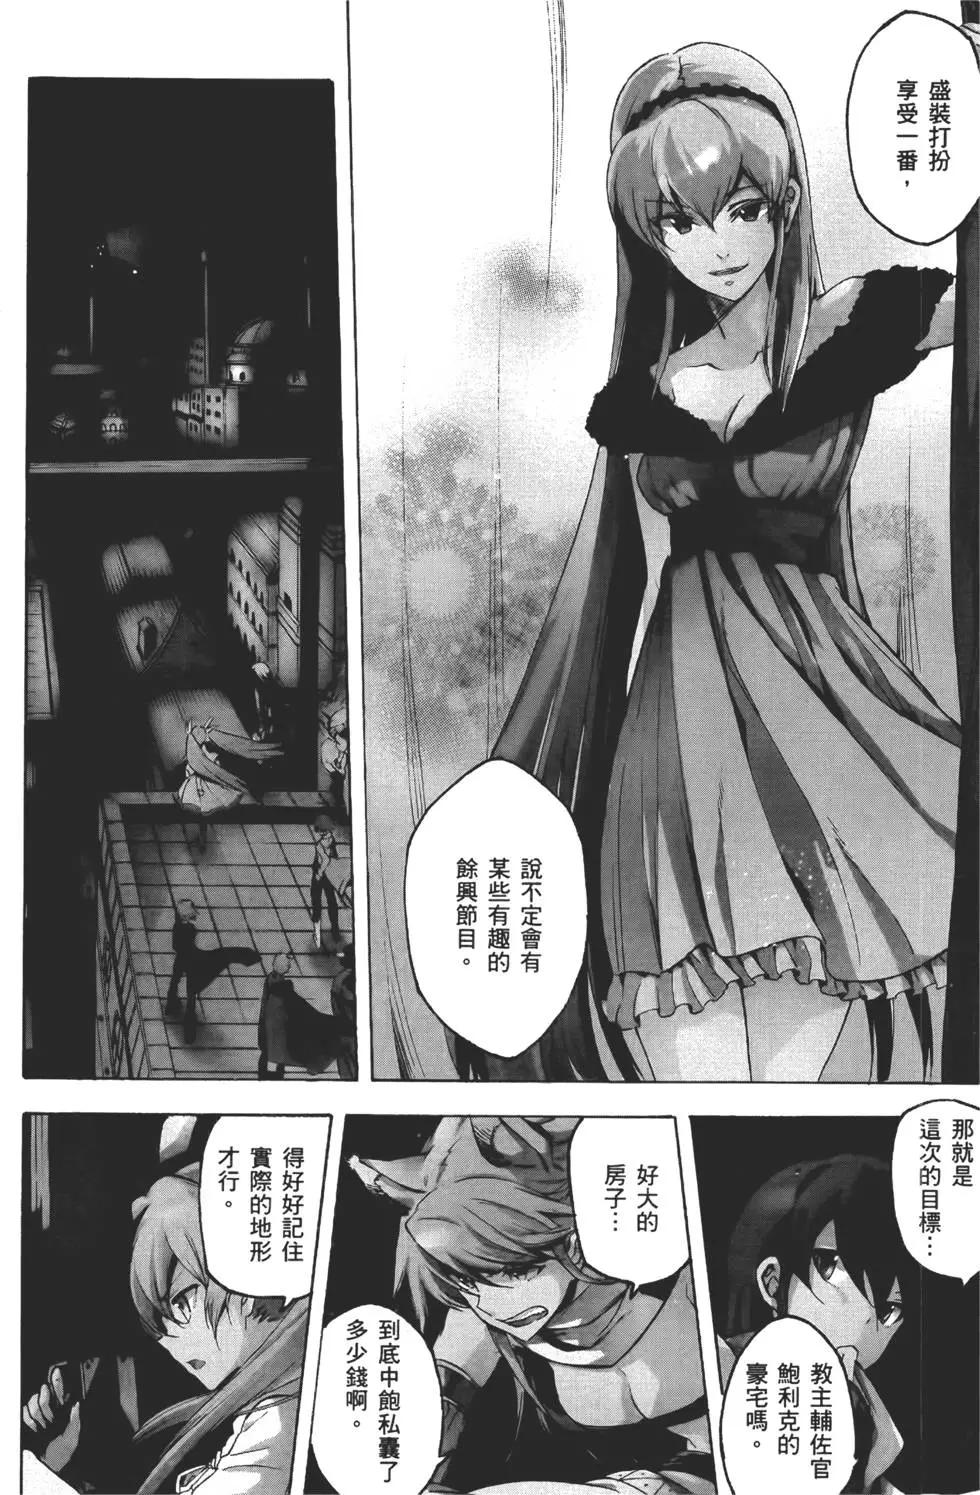 盛裝打扮
享受一番，
說不定會有
某些有趣的
餘興節目。
那就是
這次的目標…
教主輔佐官
鮑利克的
豪宅嗎。
好大的
房子…
到底中飽私囊了
多少錢啊。
得好好記住
實際的地形
才行。